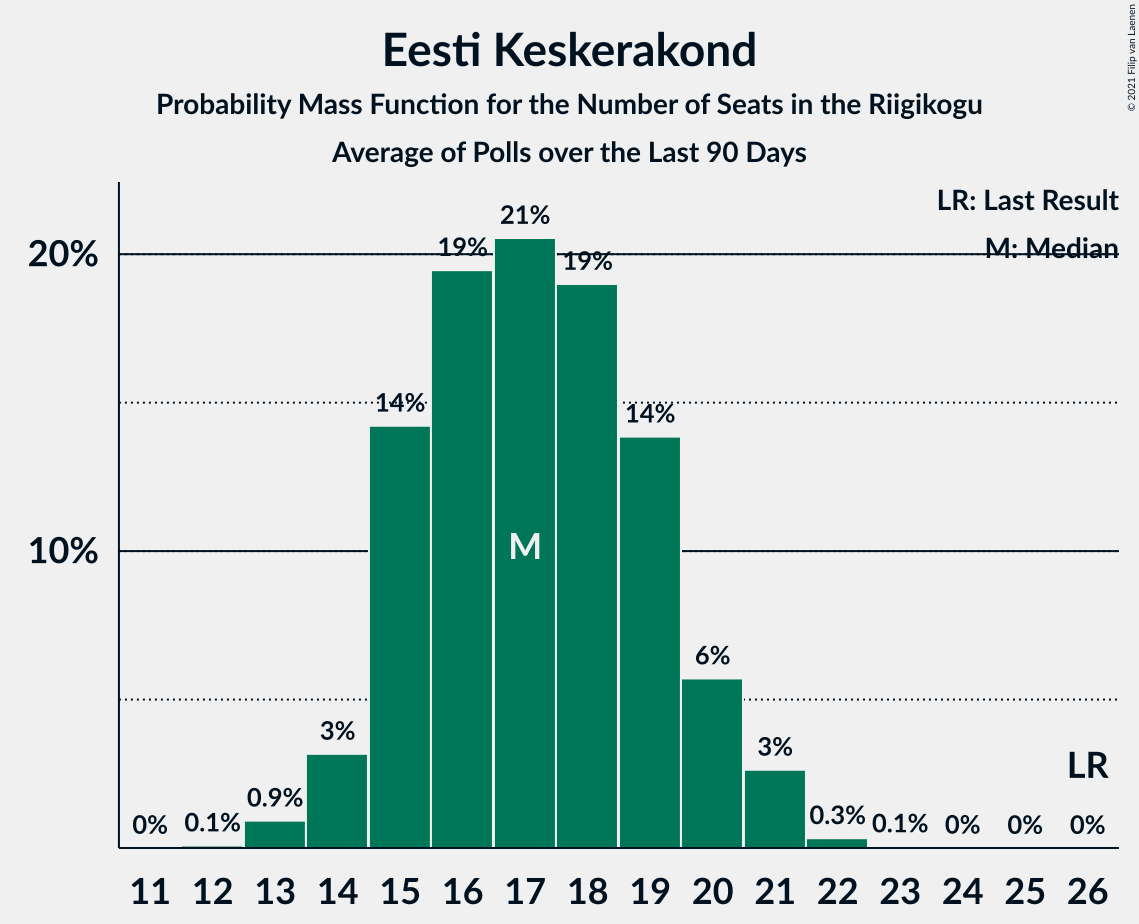 Eesti Keskerakond
Probability Mass Function for the Number of Seats in the Riigikogu
Average of Polls over the Last 90 Days
© 2021 Filip van Laenen
LR: Last Result
M: Median
20%
10%
0%
0.1%
0.9%
3%
14%
19%
21%
19%
14%
6%
3%
0.3%
0.1%
0%
0%
0%
M
LR
11 12 13 14 15 16 17 18 19 20 21 22 23 24 25 26